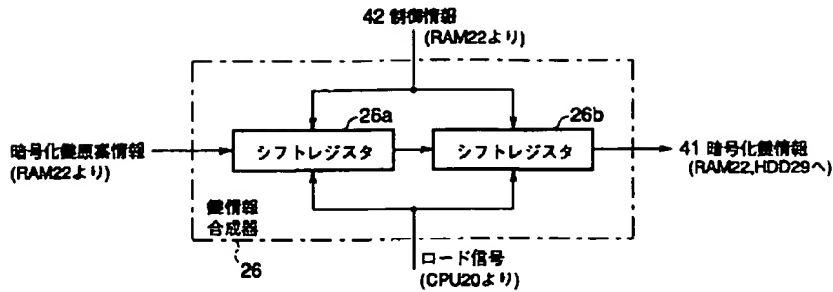 42 制御情報
(RAM22より)
26a
26b
暗号化鍵原案情報
(RAM22より)
シフトレジスタ
シフトレジスタ
41 暗号化鍵情報
(RAM22,HDD29へ)
鍵情報
合成器
26
ロード信号
(CPU20より)